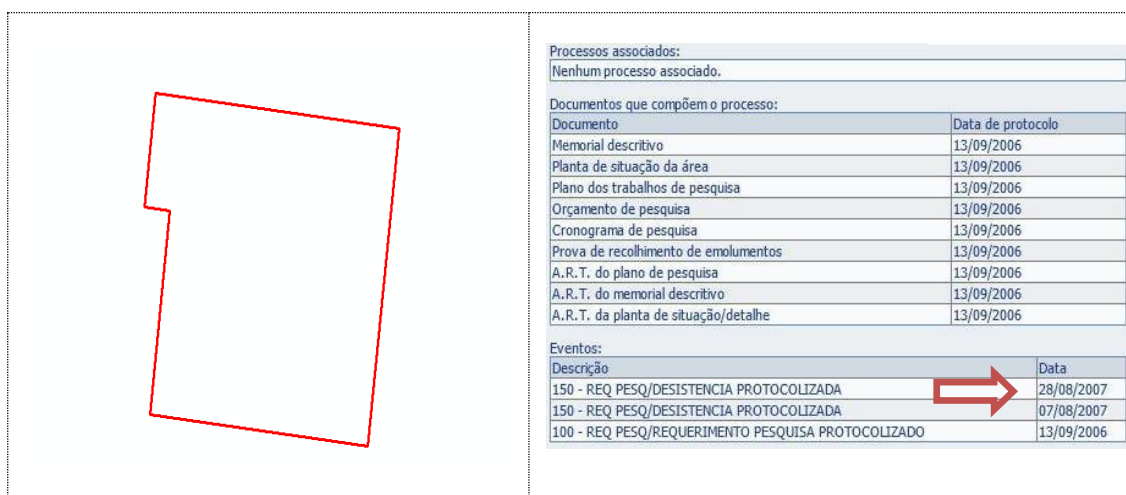 Processos associados:
Nenhum processo associado.
Documentos que compõem o processo:
Documento Data de protocolo
Memorial descritivo 13/09/2006
Planta de situação da área 13/09/2006
Plano dos trabalhos de pesquisa 13/09/2006
Orçamento de pesquisa 13/09/2006
Cronograma de pesquisa 13/09/2006
Prova de recolhimento de emolumentos 13/09/2006
A.R.T. do plano de pesquisa 13/09/2006
A.R.T. do memorial descritivo 13/09/2006
A.R.T. da planta de situação/detalhe 13/09/2006
Eventos:
Descrição Data
150 - REQ PESQ/DESISTENCIA PROTOCOLIZADA 28/08/2007
150 - REQ PESQ/DESISTENCIA PROTOCOLIZADA 07/08/2007
100 - REQ PESQ/REQUERIMENTO PESQUISA PROTOCOLIZADO 13/09/2006